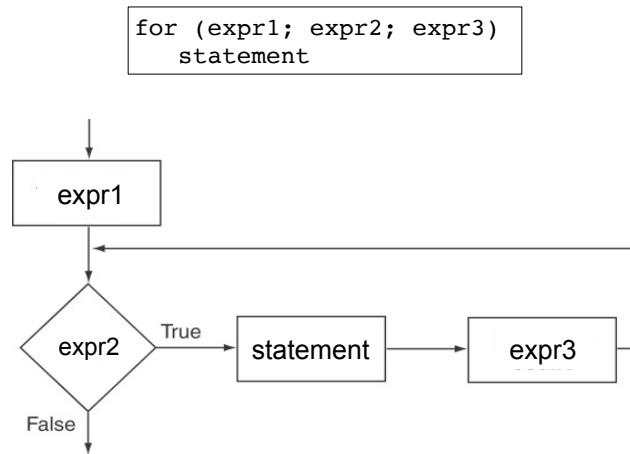 for (expr1; expr2; expr3)
statement
expr1
expr2
True
statement
expr3
False